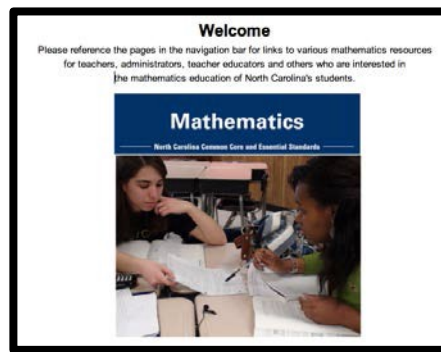 Welcome
Please reference the pages in the navigation bar for links to various mathematics resources
for teachers, administrators, teacher educators and others who are interested in
the mathematics education of North Carolina's students.
Mathematics
North Carolina Common Core and Essential Standards